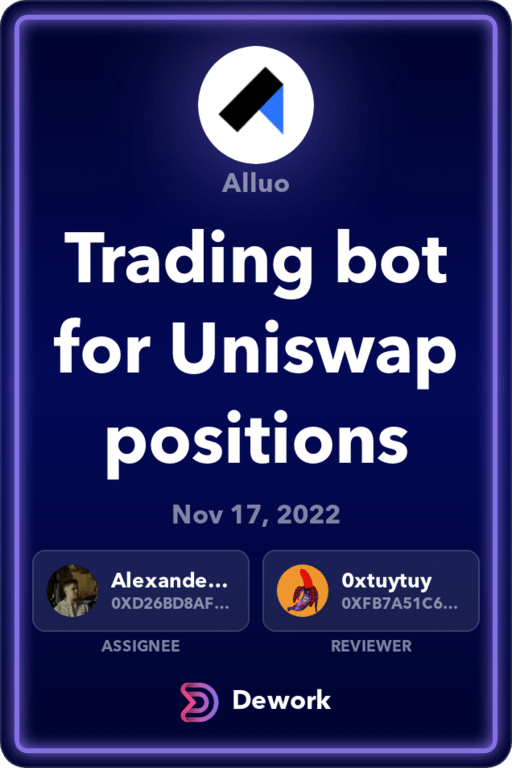 Alluo
Trading bot
for Uniswap
positions
Nov 17, 2022
Alexande...
0XD26BD8AF...
ASSIGNEE
0xtuytuy
0XFB7A51C6...
REVIEWER
Dework